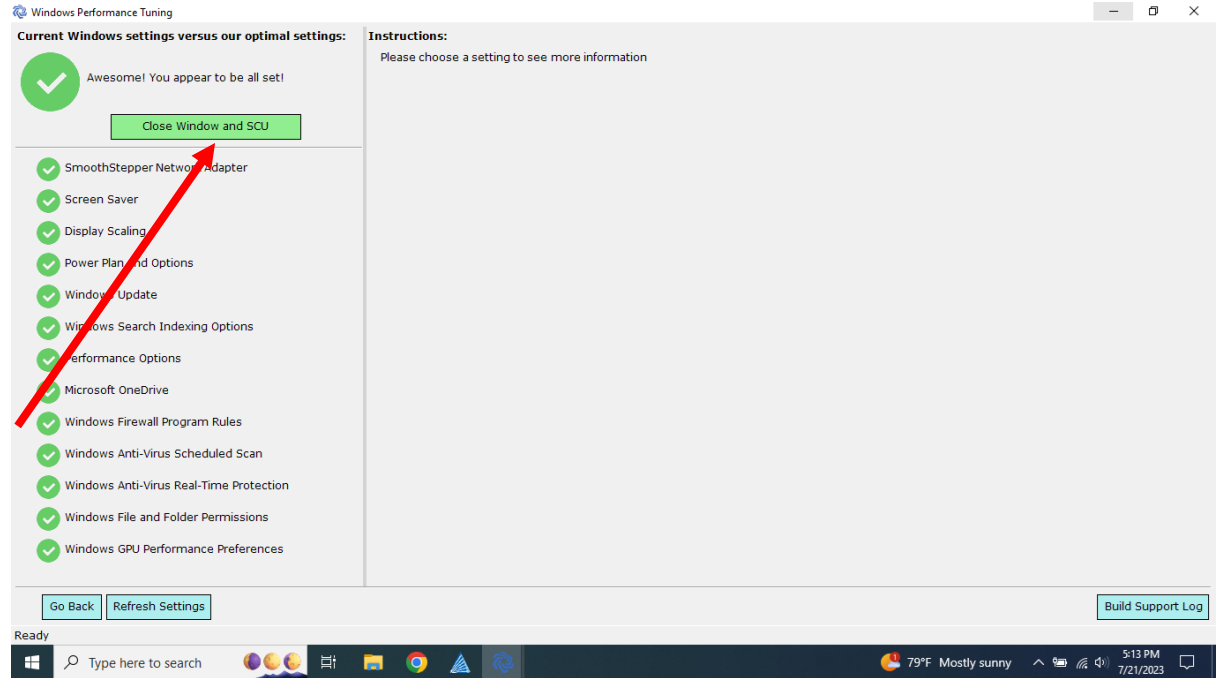 Windows Performance Tuning
Current Windows settings versus our optimal settings:
Awesome! You appear to be all set!
Close Window and SCU
SmoothStepper Network Adapter
Screen Saver
Display Scaling
Power Plan and Options
Windows Update
Windows Search Indexing Options
Performance Options
Microsoft OneDrive
Windows Firewall Program Rules
Windows Anti-Virus Scheduled Scan
Windows Anti-Virus Real-Time Protection
Windows File and Folder Permissions
Windows GPU Performance Preferences
Instructions:
Please choose a setting to see more information
Go Back
Refresh Settings
Build Support Log
Ready
Type here to search
79°F Mostly sunny
5:13 PM
7/21/2023